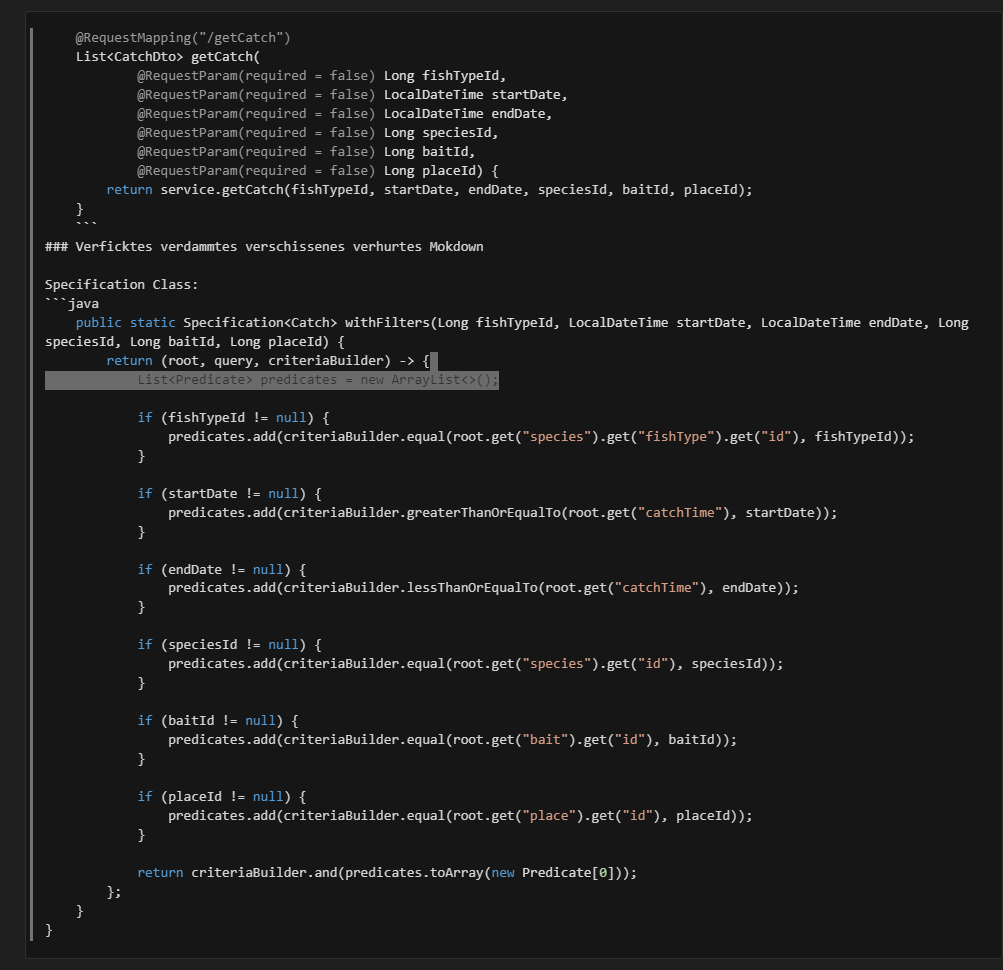 @RequestMapping("/getCatch")
List<CatchDto> getCatch(
@RequestParam(required = false) Long fishTypeId,
@RequestParam(required = false) LocalDateTime startDate,
@RequestParam(required = false) LocalDateTime endDate,
@RequestParam(required = false) Long speciesId,
@RequestParam(required = false) Long baitId,
@RequestParam(required = false) Long placeId) {
return service.getCatch(fishTypeId, startDate, endDate, speciesId, baitId, placeId);
}
```
### Verficktes verdammtes verschissenes verhurtes Mokdown
Specification Class:
```java
public static Specification<Catch> withFilters(Long fishTypeId, LocalDateTime startDate, LocalDateTime endDate, Long
speciesId, Long baitId, Long placeId) {
return (root, query, criteriaBuilder) -> {
List<Predicate> predicates = new ArrayList<>();
if (fishTypeId != null) {
predicates.add(criteriaBuilder.equal(root.get("species").get("fishType").get("id"), fishTypeId));
}
if (startDate != null) {
predicates.add(criteriaBuilder.greaterThanOrEqualTo(root.get("catchTime"), startDate));
}
if (endDate != null) {
predicates.add(criteriaBuilder.lessThanOrEqualTo(root.get("catchTime"), endDate));
}
if (speciesId != null) {
predicates.add(criteriaBuilder.equal(root.get("species").get("id"), speciesId));
}
if (baitId != null) {
predicates.add(criteriaBuilder.equal(root.get("bait").get("id"), baitId));
}
if (placeId != null) {
predicates.add(criteriaBuilder.equal(root.get("place").get("id"), placeId));
}
return criteriaBuilder.and(predicates.toArray(new Predicate[0]));
};
}
}